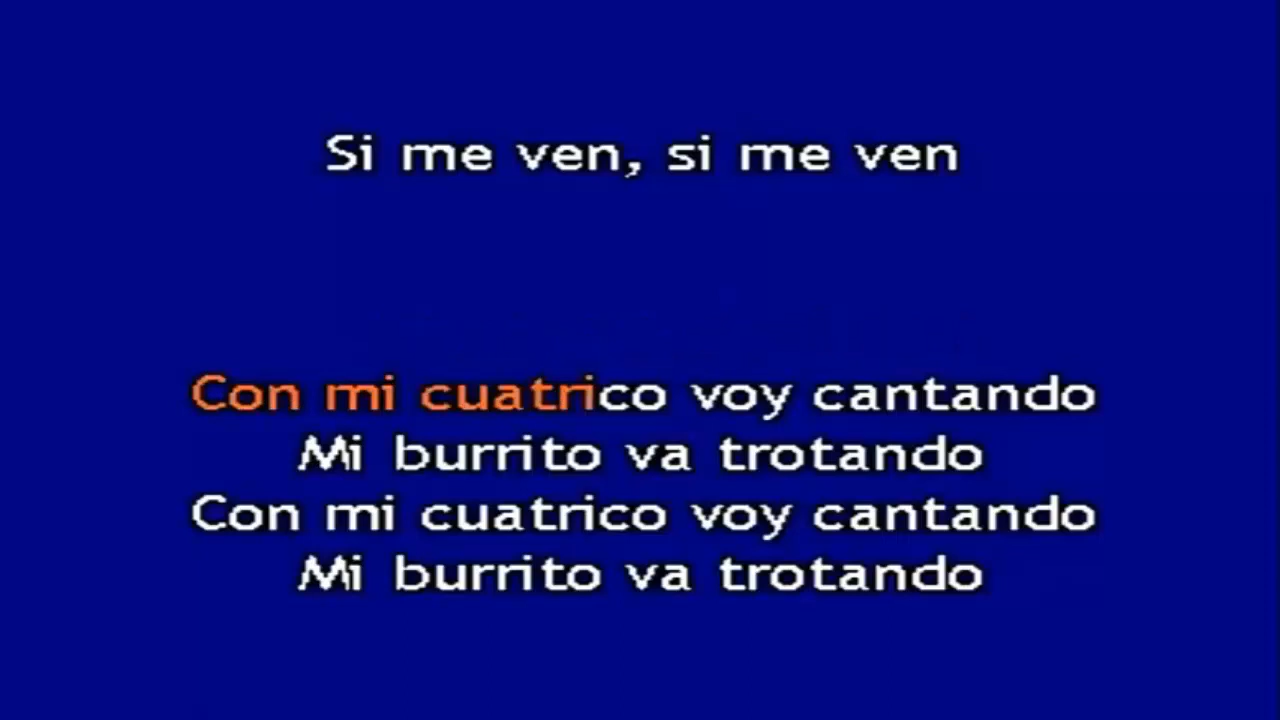 Si me ven, si me ven
Con mi cuatrico voy cantando
Mi burrito va trotando
Con mi cuatrico voy cantando
Mi burrito va trotando